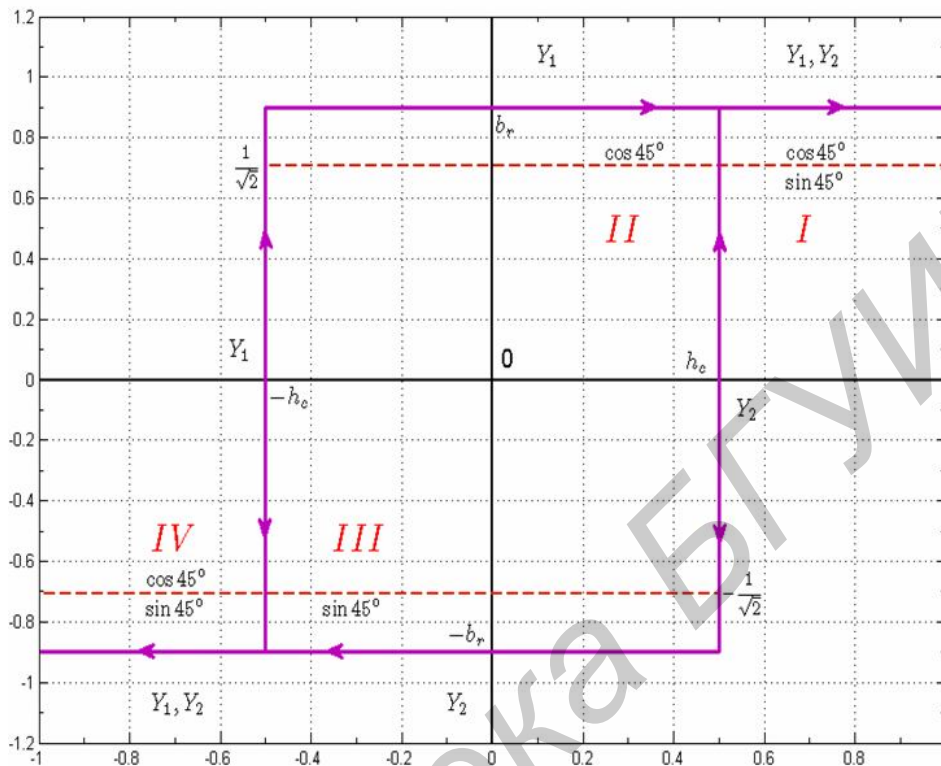 1.2
Y₁ Y₁, Y₂
1
b_r
0.8
1/√2 cos 45° cos 45°
sin 45°
0.6
II I
0.4
0.2
Y₁ 0 h_c
0
−h_c Y₂
-0.2
-0.4
IV III
-0.6
cos 45°
sin 45° sin 45° −1/√2
-0.8
−b_r
-1
Y₁, Y₂ Y₂
-1.2
-1 -0.8 -0.6 -0.4 -0.2 0 0.2 0.4 0.6 0.8
ока БГУИ